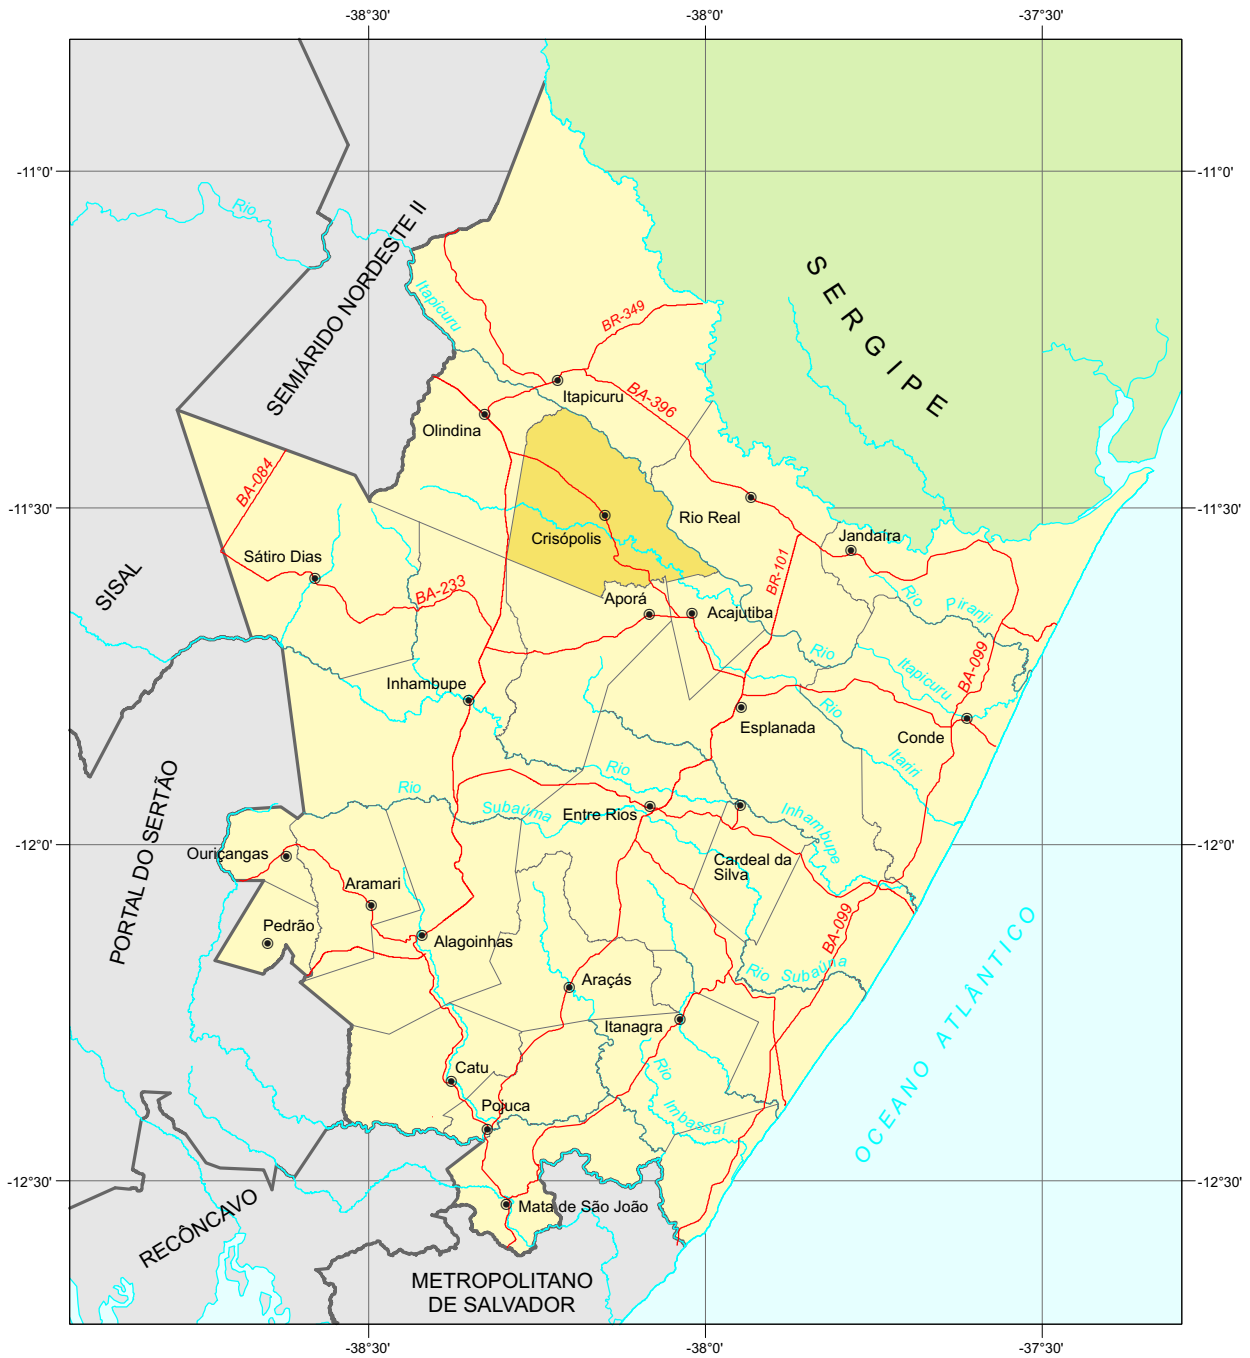 -38°30'
-38°0'
-37°30'
-11°0'
-11°0'
Rio
SEMIÁRIDO NORDESTE II
SERGIPE
Itapicuru
BR-349
Itapicuru
BA-396
Olindina
BA-084
-11°30'
-11°30'
Rio Real
Crisópolis
Jandaíra
Sátiro Dias
BR-101
SISAL
BA-233
Aporá
Acajutiba
Rio
Piranji
Rio
Itapicuru
BA-099
Inhambupe
Rio
Esplanada
Conde
Itariri
PORTAL DO SERTÃO
Rio
Rio
Subaúma
Entre Rios
Inhambupe
-12°0'
-12°0'
Ouriçangas
Cardeal da
Silva
Aramari
Pedrão
Alagoinhas
BA-099
OCEANO ATLÂNTICO
Rio
Subaúna
Araçás
Itanagra
Catu
Rio
Pojuca
Imbassai
-12°30'
-12°30'
RECÔNCAVO
Mata de São João
METROPOLITANO
DE SALVADOR
-38°30'
-38°0'
-37°30'